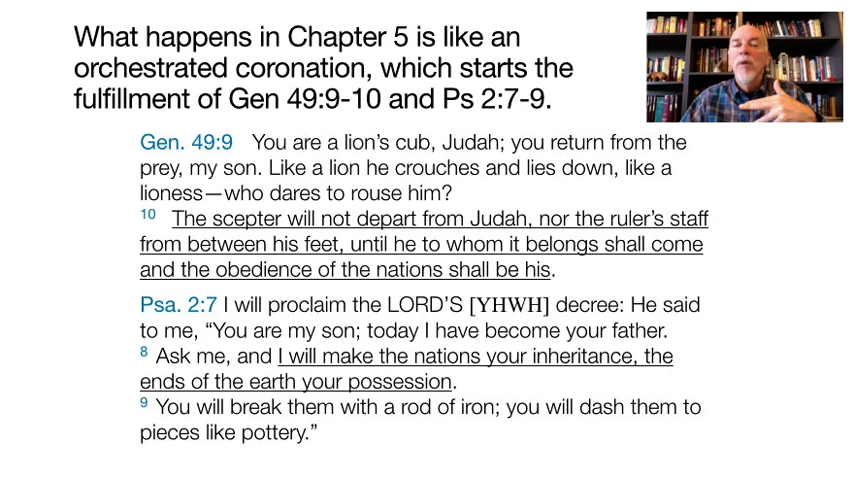 What happens in Chapter 5 is like an
orchestrated coronation, which starts the
fulfillment of Gen 49:9-10 and Ps 2:7-9.
Gen. 49:9 You are a lion’s cub, Judah; you return from the
prey, my son. Like a lion he crouches and lies down, like a
lioness—who dares to rouse him?
10 The scepter will not depart from Judah, nor the ruler’s staff
from between his feet, until he to whom it belongs shall come
and the obedience of the nations shall be his.
Psa. 2:7 I will proclaim the LORD’S [YHWH] decree: He said
to me, “You are my son; today I have become your father.
8 Ask me, and I will make the nations your inheritance, the
ends of the earth your possession.
9 You will break them with a rod of iron; you will dash them to
pieces like pottery.”